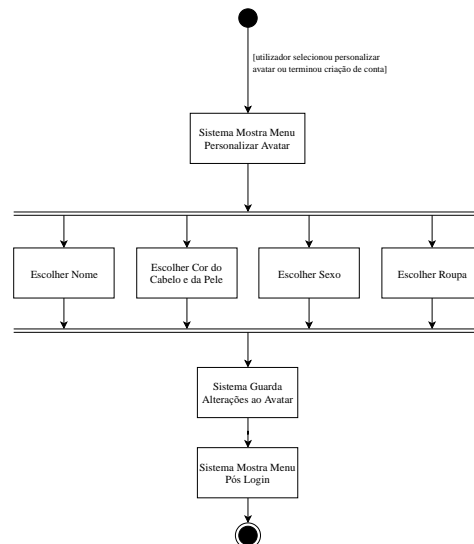 [utilizador selecionou personalizar
avatar ou terminou criação de conta]
Sistema Mostra Menu
Personalizar Avatar
Escolher Nome
Escolher Cor do
Cabelo e da Pele
Escolher Sexo
Escolher Roupa
Sistema Guarda
Alterações ao Avatar
Sistema Mostra Menu
Pós Login